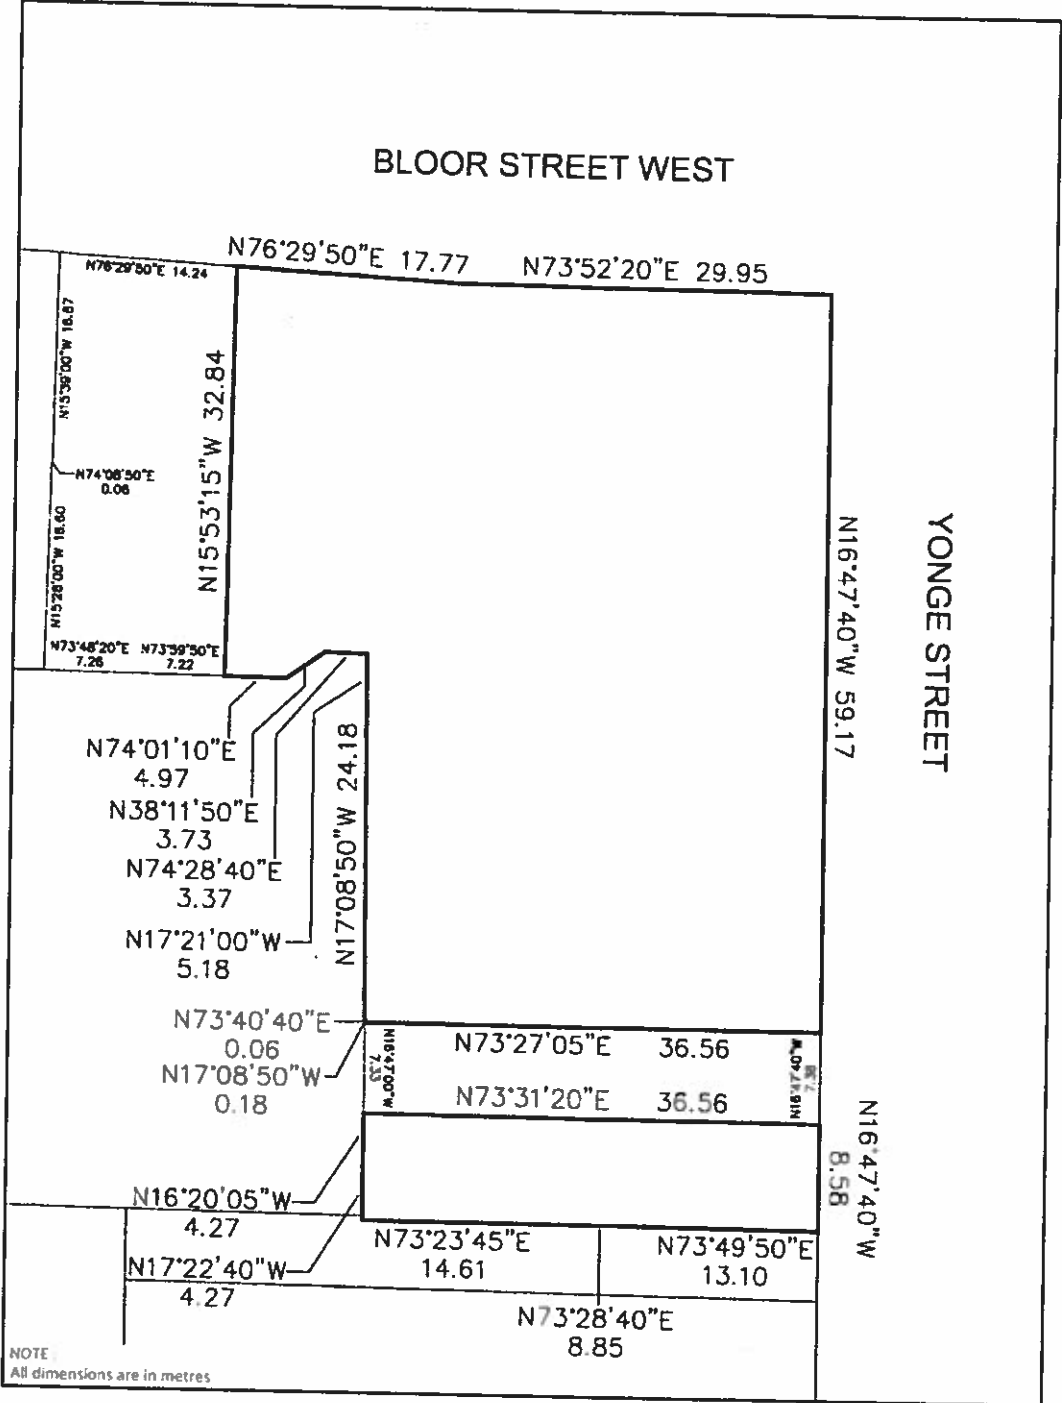 BLOOR STREET WEST
N76°29'50"E 17.77
N73°52'20"E 29.95
N76°29'50"E 14.24
N15°39'00"W 16.67
N15°53'15"W 32.84
N74°08'50"E
0.06
N15°28'00"W 16.60
N73°48'20"E
7.26
N73°59'50"E
7.22
YONGE STREET
N16°47'40"W 59.17
N74°01'10"E
4.97
N38°11'50"E
3.73
N74°28'40"E
3.37
N17°21'00"W
5.18
N17°08'50"W 24.18
N73°40'40"E
0.06
N17°08'50"W
0.18
N16°47'00"W
7.33
N73°27'05"E 36.56
N73°31'20"E 36.56
N16°47'40"W
7.38
N16°47'40"W
8.58
N16°20'05"W
4.27
N17°22'40"W
4.27
N73°23'45"E
14.61
N73°49'50"E
13.10
N73°28'40"E
8.85
NOTE
All dimensions are in metres